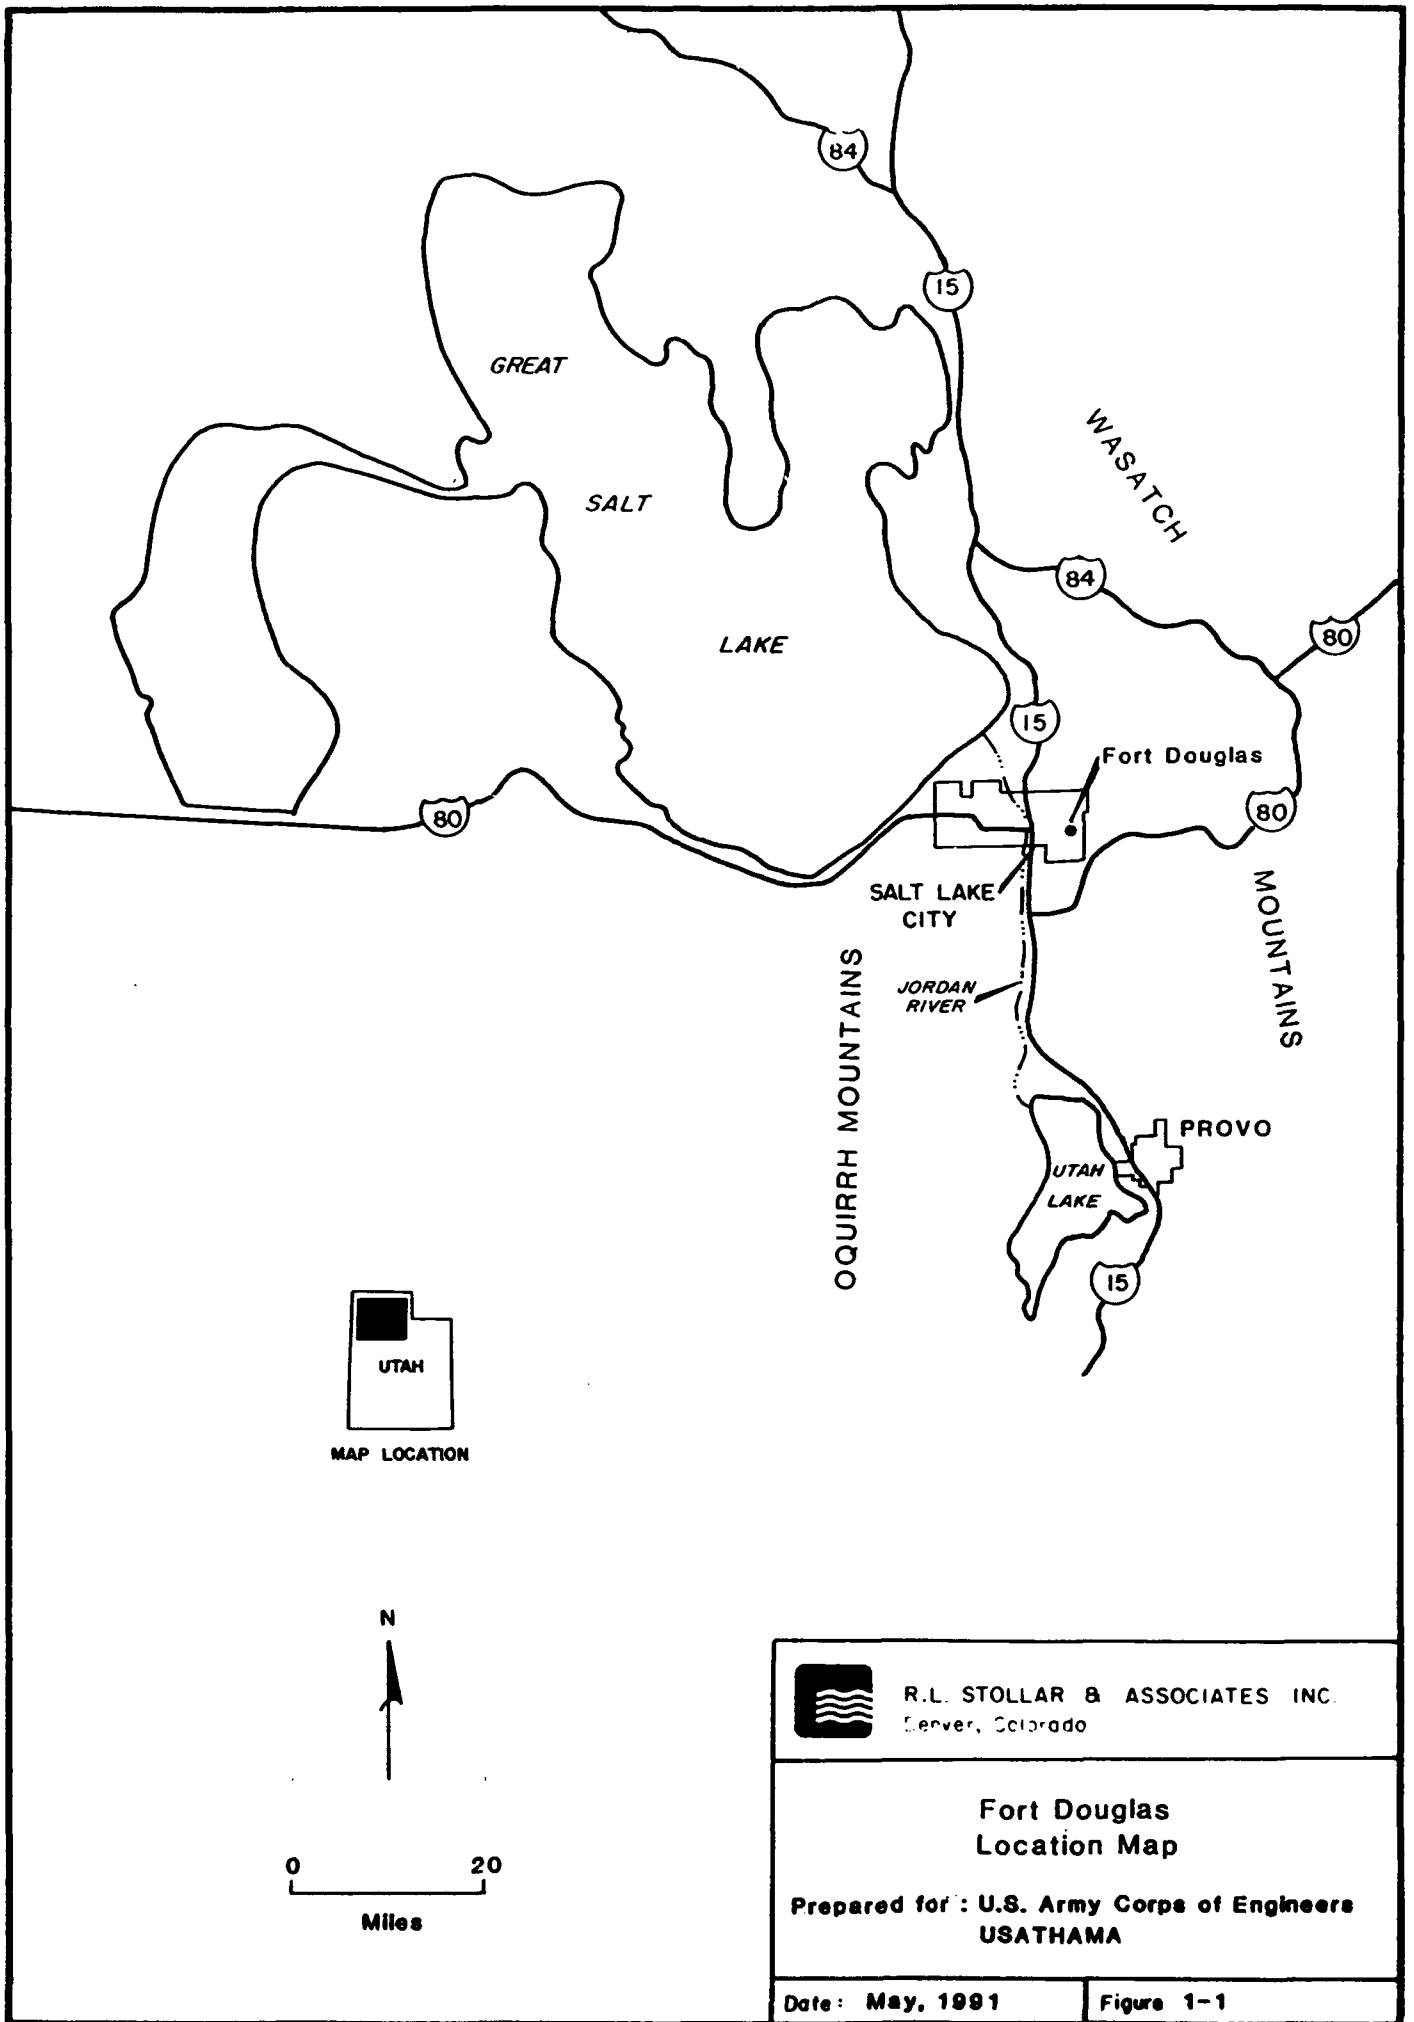 84
15
GREAT
WASATCH
SALT
84
80
LAKE
15
Fort Douglas
80
80
SALT LAKE
CITY
MOUNTAINS
JORDAN
RIVER
OQUIRRH MOUNTAINS
PROVO
UTAH
LAKE
15
UTAH
MAP LOCATION
N
0 20
Miles
R.L. STOLLAR & ASSOCIATES INC.
Denver, Colorado
Fort Douglas
Location Map
Prepared for : U.S. Army Corps of Engineers
USATHAMA
Date: May, 1991
Figure 1-1